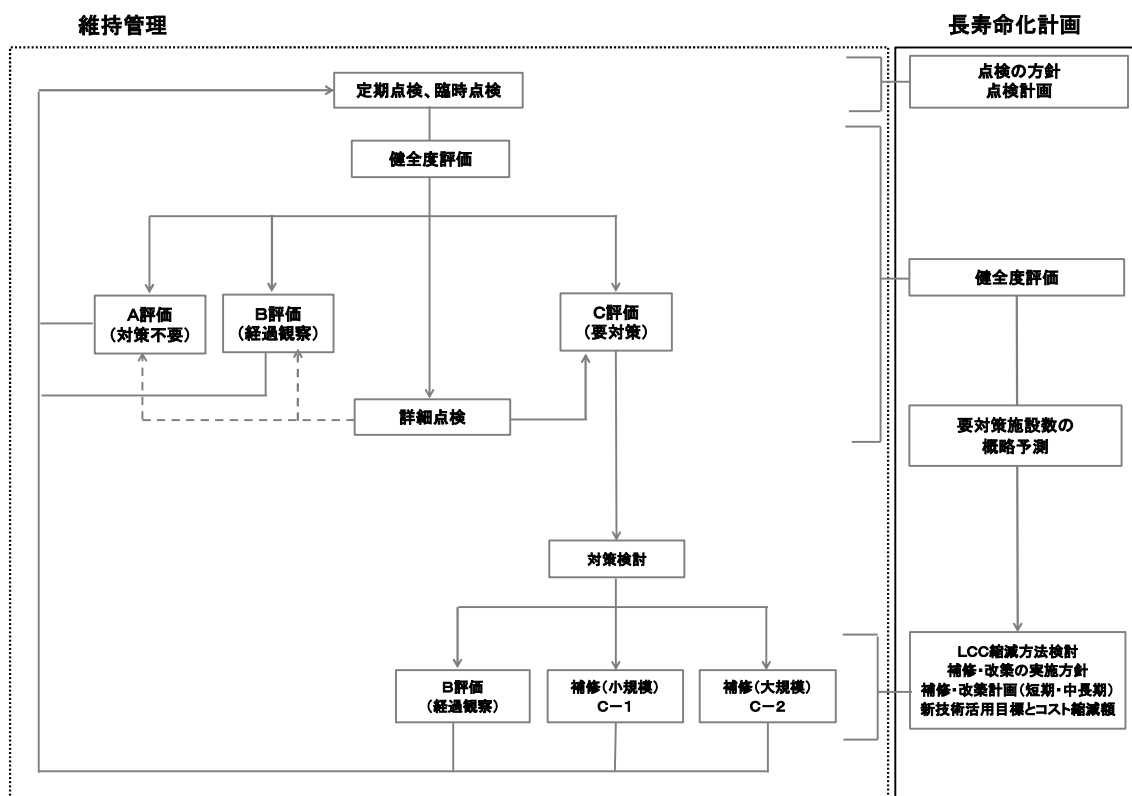 維持管理
長寿命化計画
定期点検、臨時点検
点検の方針
点検計画
健全度評価
健全度評価
A評価
(対策不要)
B評価
(経過観察)
C評価
(要対策)
詳細点検
要対策施設数の
概略予測
対策検討
B評価
(経過観察)
補修(小規模)
C-1
補修(大規模)
C-2
LCC縮減方法検討
補修・改築の実施方針
補修・改築計画(短期・中長期)
新技術活用目標とコスト縮減額